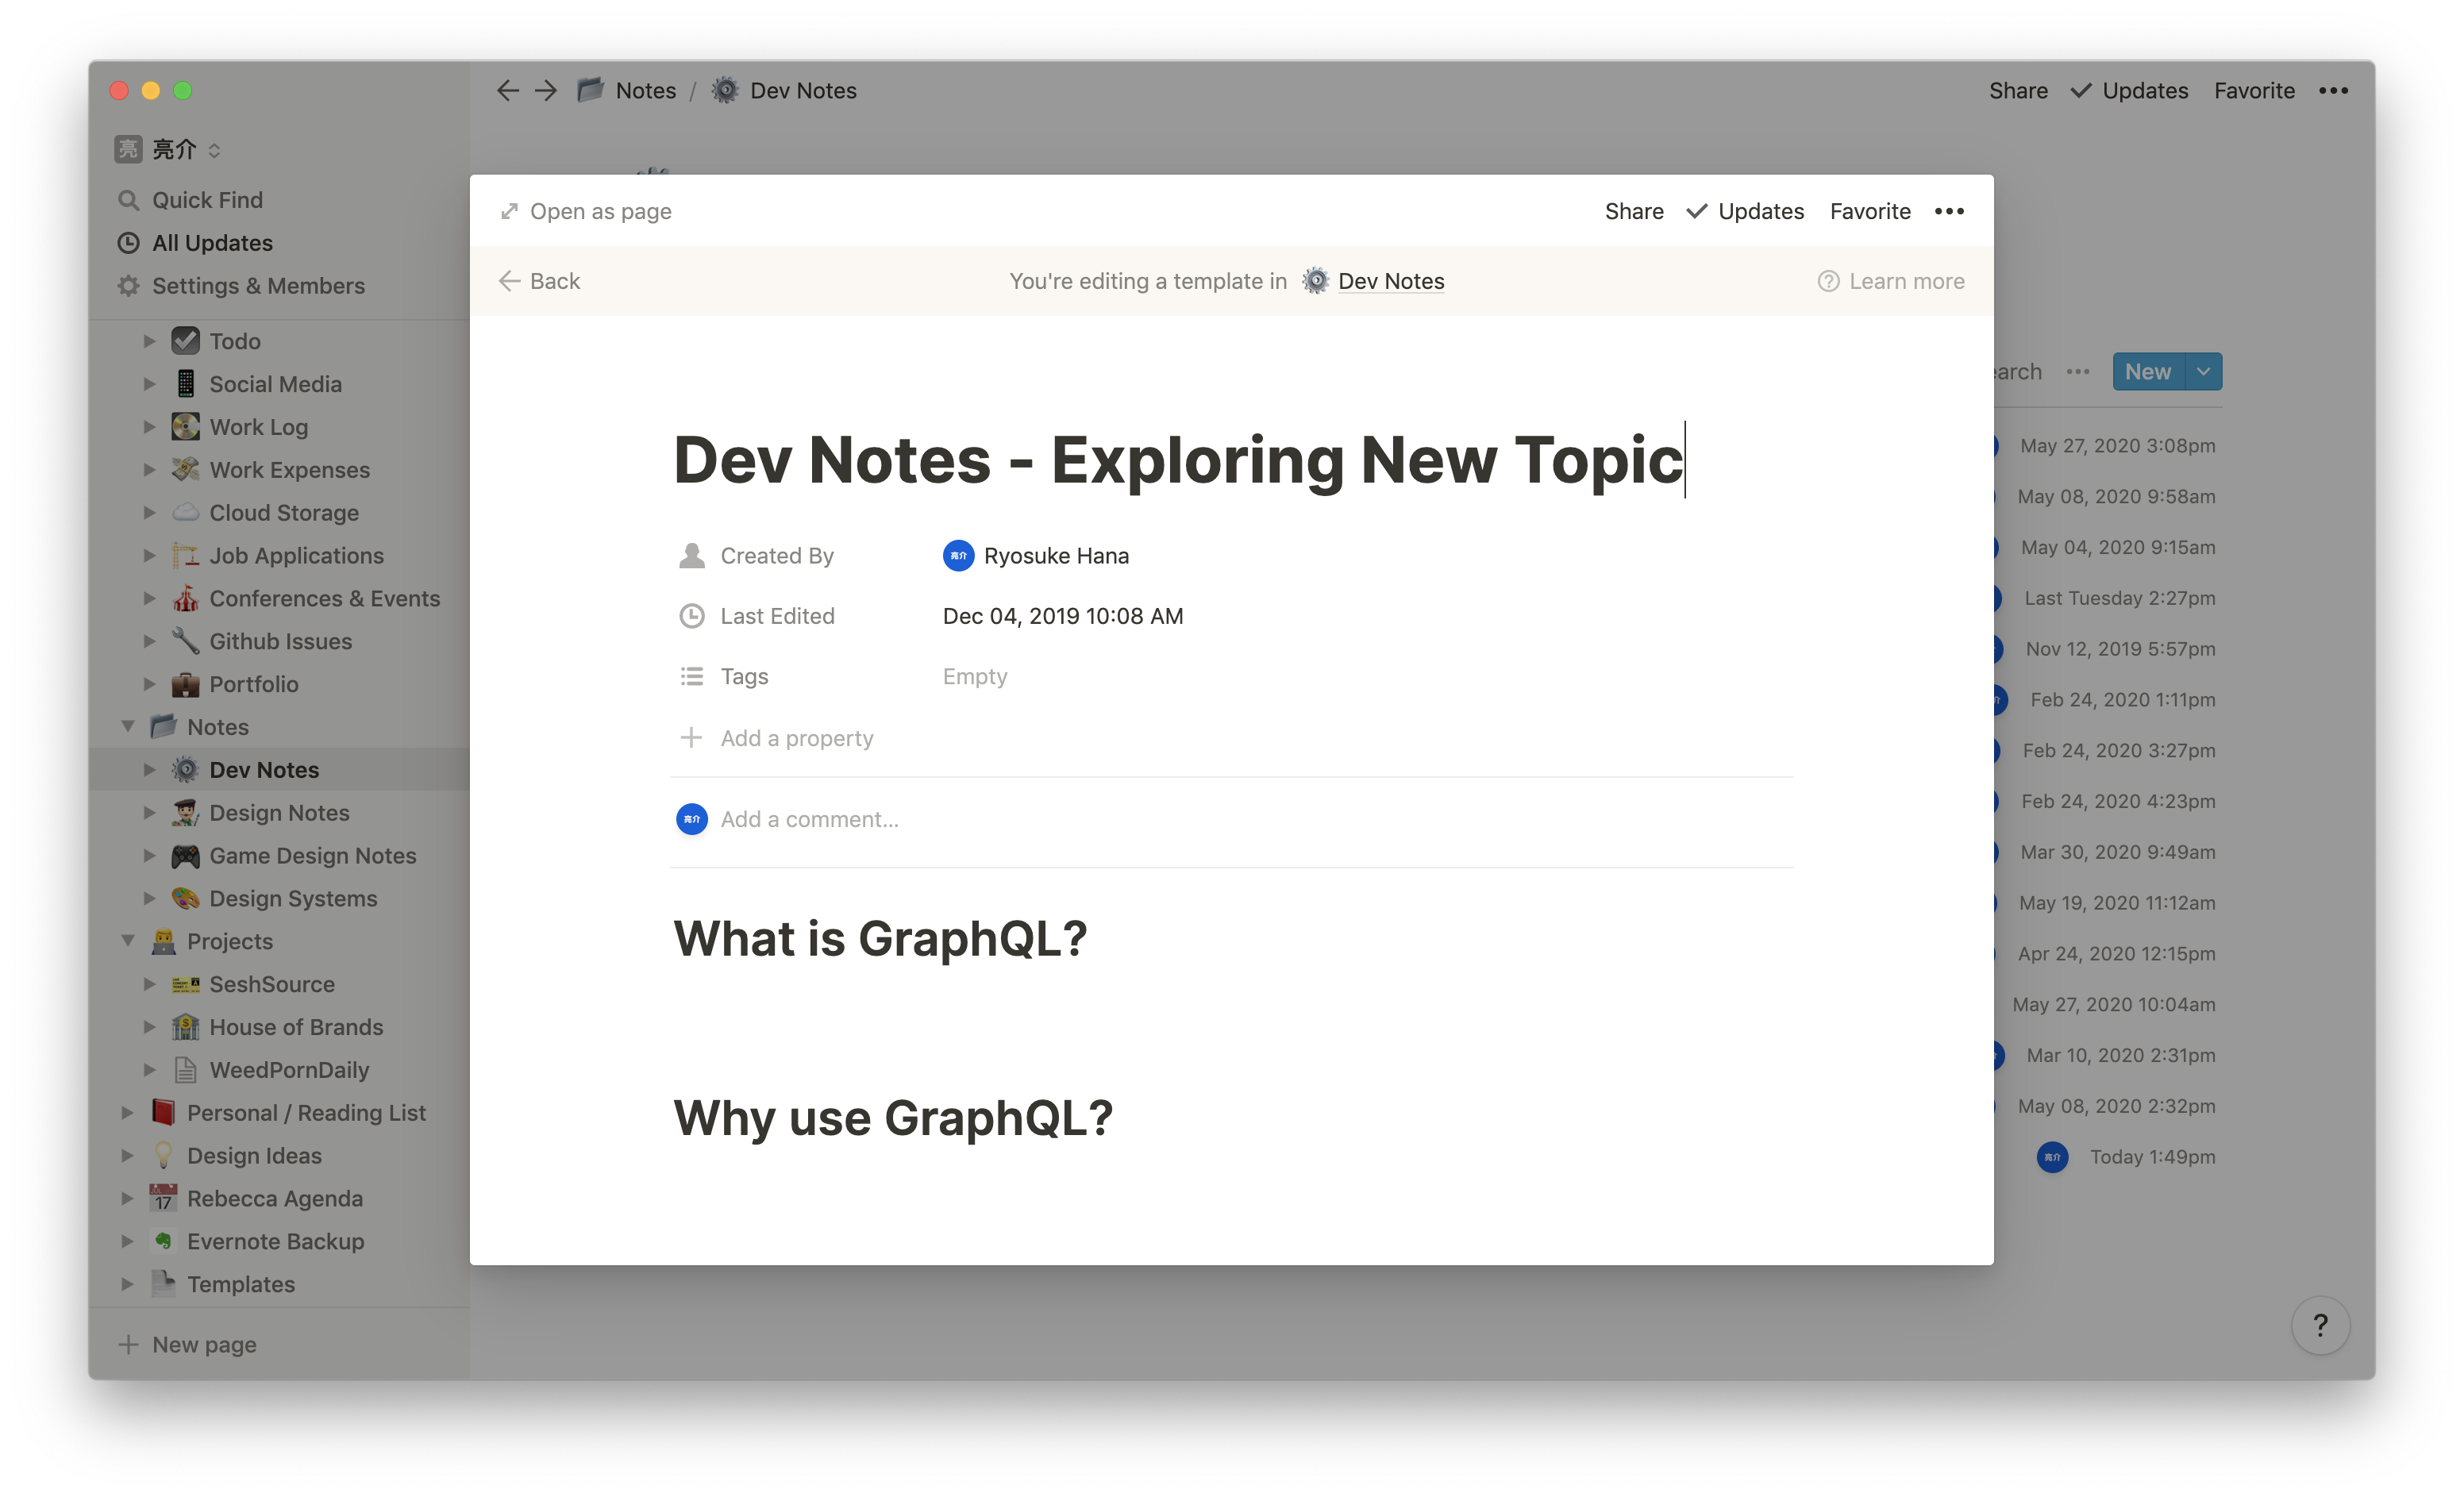 Notes / Dev Notes
Share Updates Favorite
亮 亮介
Quick Find
All Updates
Settings & Members
Todo
Social Media
Work Log
Work Expenses
Cloud Storage
Job Applications
Conferences & Events
Github Issues
Portfolio
Notes
Dev Notes
Design Notes
Game Design Notes
Design Systems
Projects
SeshSource
House of Brands
WeedPornDaily
Personal / Reading List
Design Ideas
17 Rebecca Agenda
Evernote Backup
Templates
New page
Open as page
Share Updates Favorite
Back
You're editing a template in Dev Notes
Learn more
Dev Notes - Exploring New Topic
Created By 亮介 Ryosuke Hana
Last Edited Dec 04, 2019 10:08 AM
Tags Empty
Add a property
亮介 Add a comment...
What is GraphQL?
Why use GraphQL?
earch
New
May 27, 2020 3:08pm
May 08, 2020 9:58am
May 04, 2020 9:15am
Last Tuesday 2:27pm
Nov 12, 2019 5:57pm
Feb 24, 2020 1:11pm
Feb 24, 2020 3:27pm
Feb 24, 2020 4:23pm
Mar 30, 2020 9:49am
May 19, 2020 11:12am
Apr 24, 2020 12:15pm
May 27, 2020 10:04am
Mar 10, 2020 2:31pm
May 08, 2020 2:32pm
亮介 Today 1:49pm
?